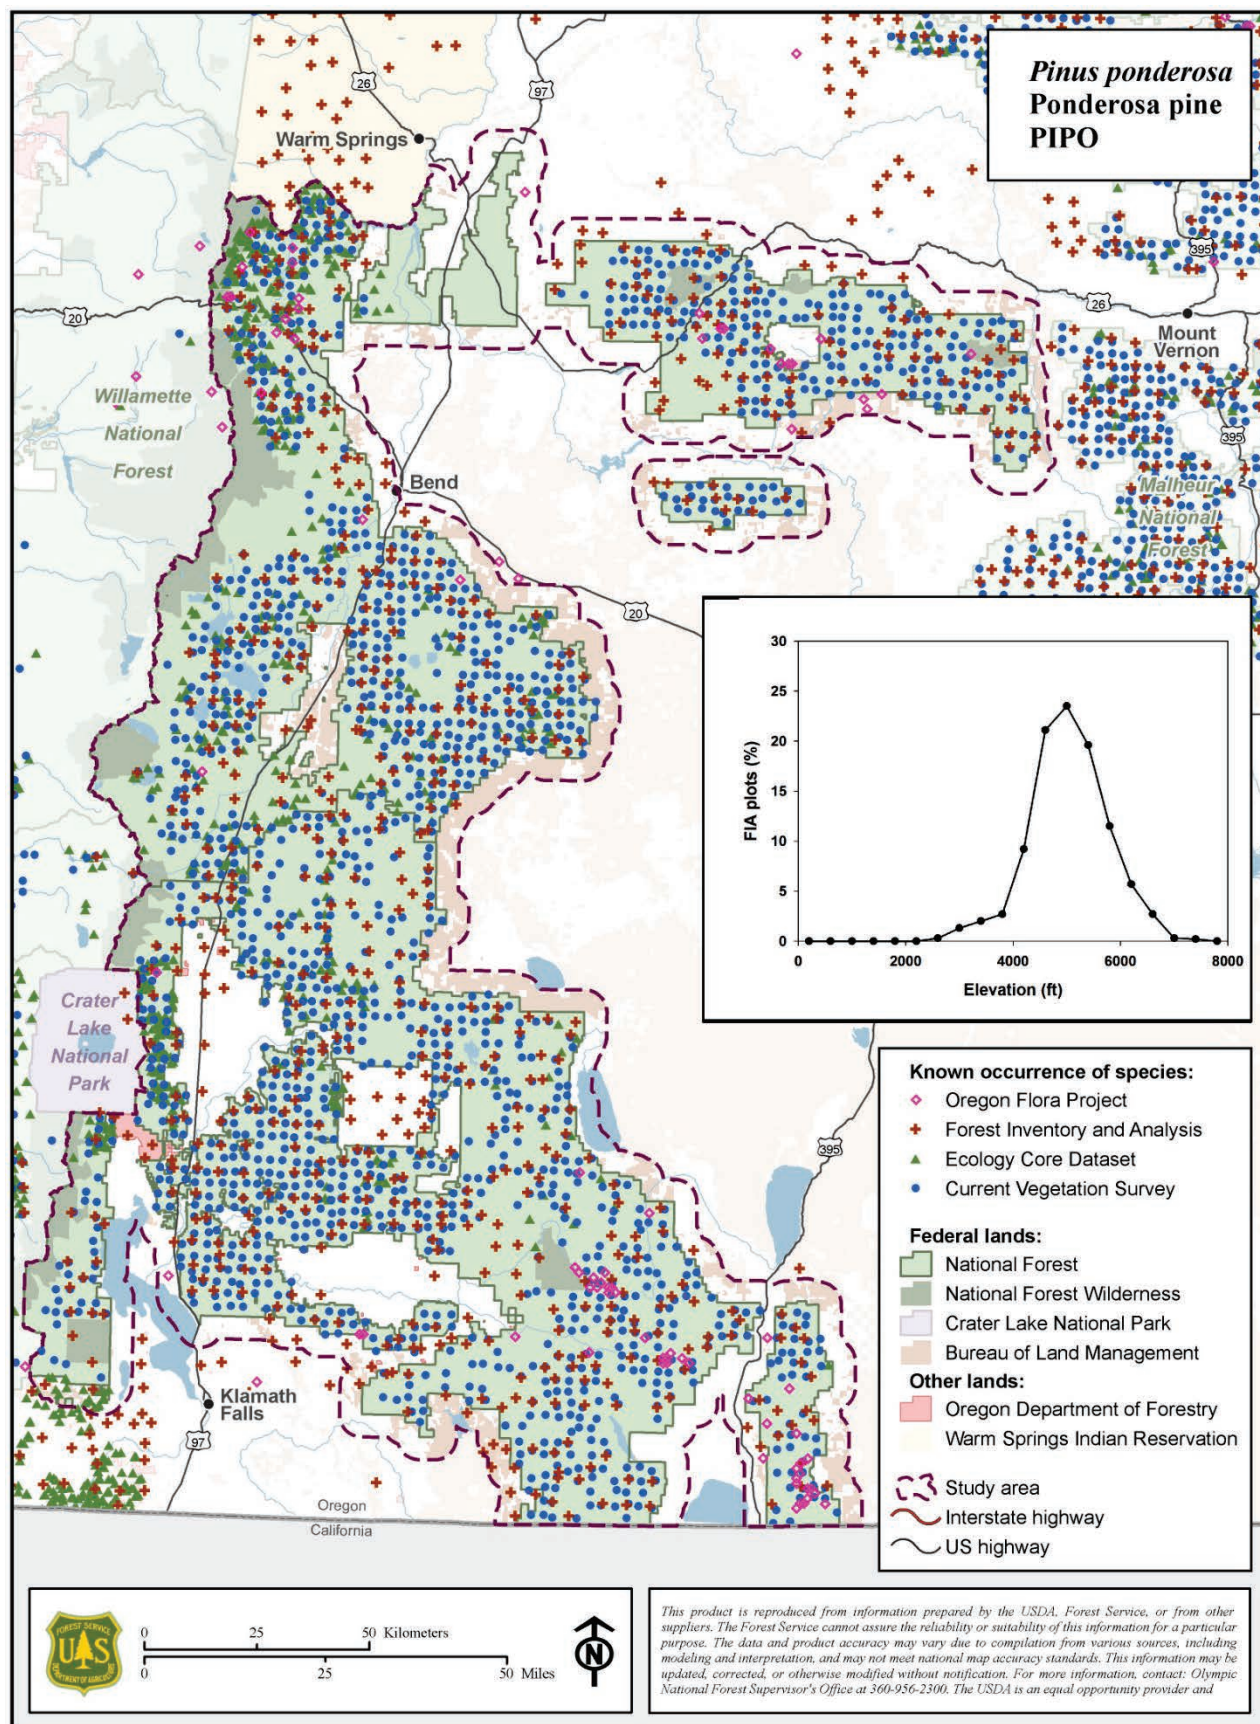 Pinus ponderosa
Ponderosa pine
PIPO
26
97
Warm Springs
395
20
26
Mount
Vernon
Willamette
National
Forest
395
Bend
Malheur
National
Forest
20
30
25
20
15
10
5
0
FIA plots (%)
0 2000 4000 6000 8000
Elevation (ft)
Crater
Lake
National
Park
395
Klamath
Falls
97
Oregon
California
Known occurrence of species:
Oregon Flora Project
Forest Inventory and Analysis
Ecology Core Dataset
Current Vegetation Survey
Federal lands:
National Forest
National Forest Wilderness
Crater Lake National Park
Bureau of Land Management
Other lands:
Oregon Department of Forestry
Warm Springs Indian Reservation
Study area
Interstate highway
US highway
FOREST SERVICE
U S
DEPARTMENT OF AGRICULTURE
0 25 50 Kilometers
0 25 50 Miles
N
This product is reproduced from information prepared by the USDA, Forest Service, or from other
suppliers. The Forest Service cannot assure the reliability or suitability of this information for a particular
purpose. The data and product accuracy may vary due to compilation from various sources, including
modeling and interpretation, and may not meet national map accuracy standards. This information may be
updated, corrected, or otherwise modified without notification. For more information, contact: Olympic
National Forest Supervisor's Office at 360-956-2300. The USDA is an equal opportunity provider and